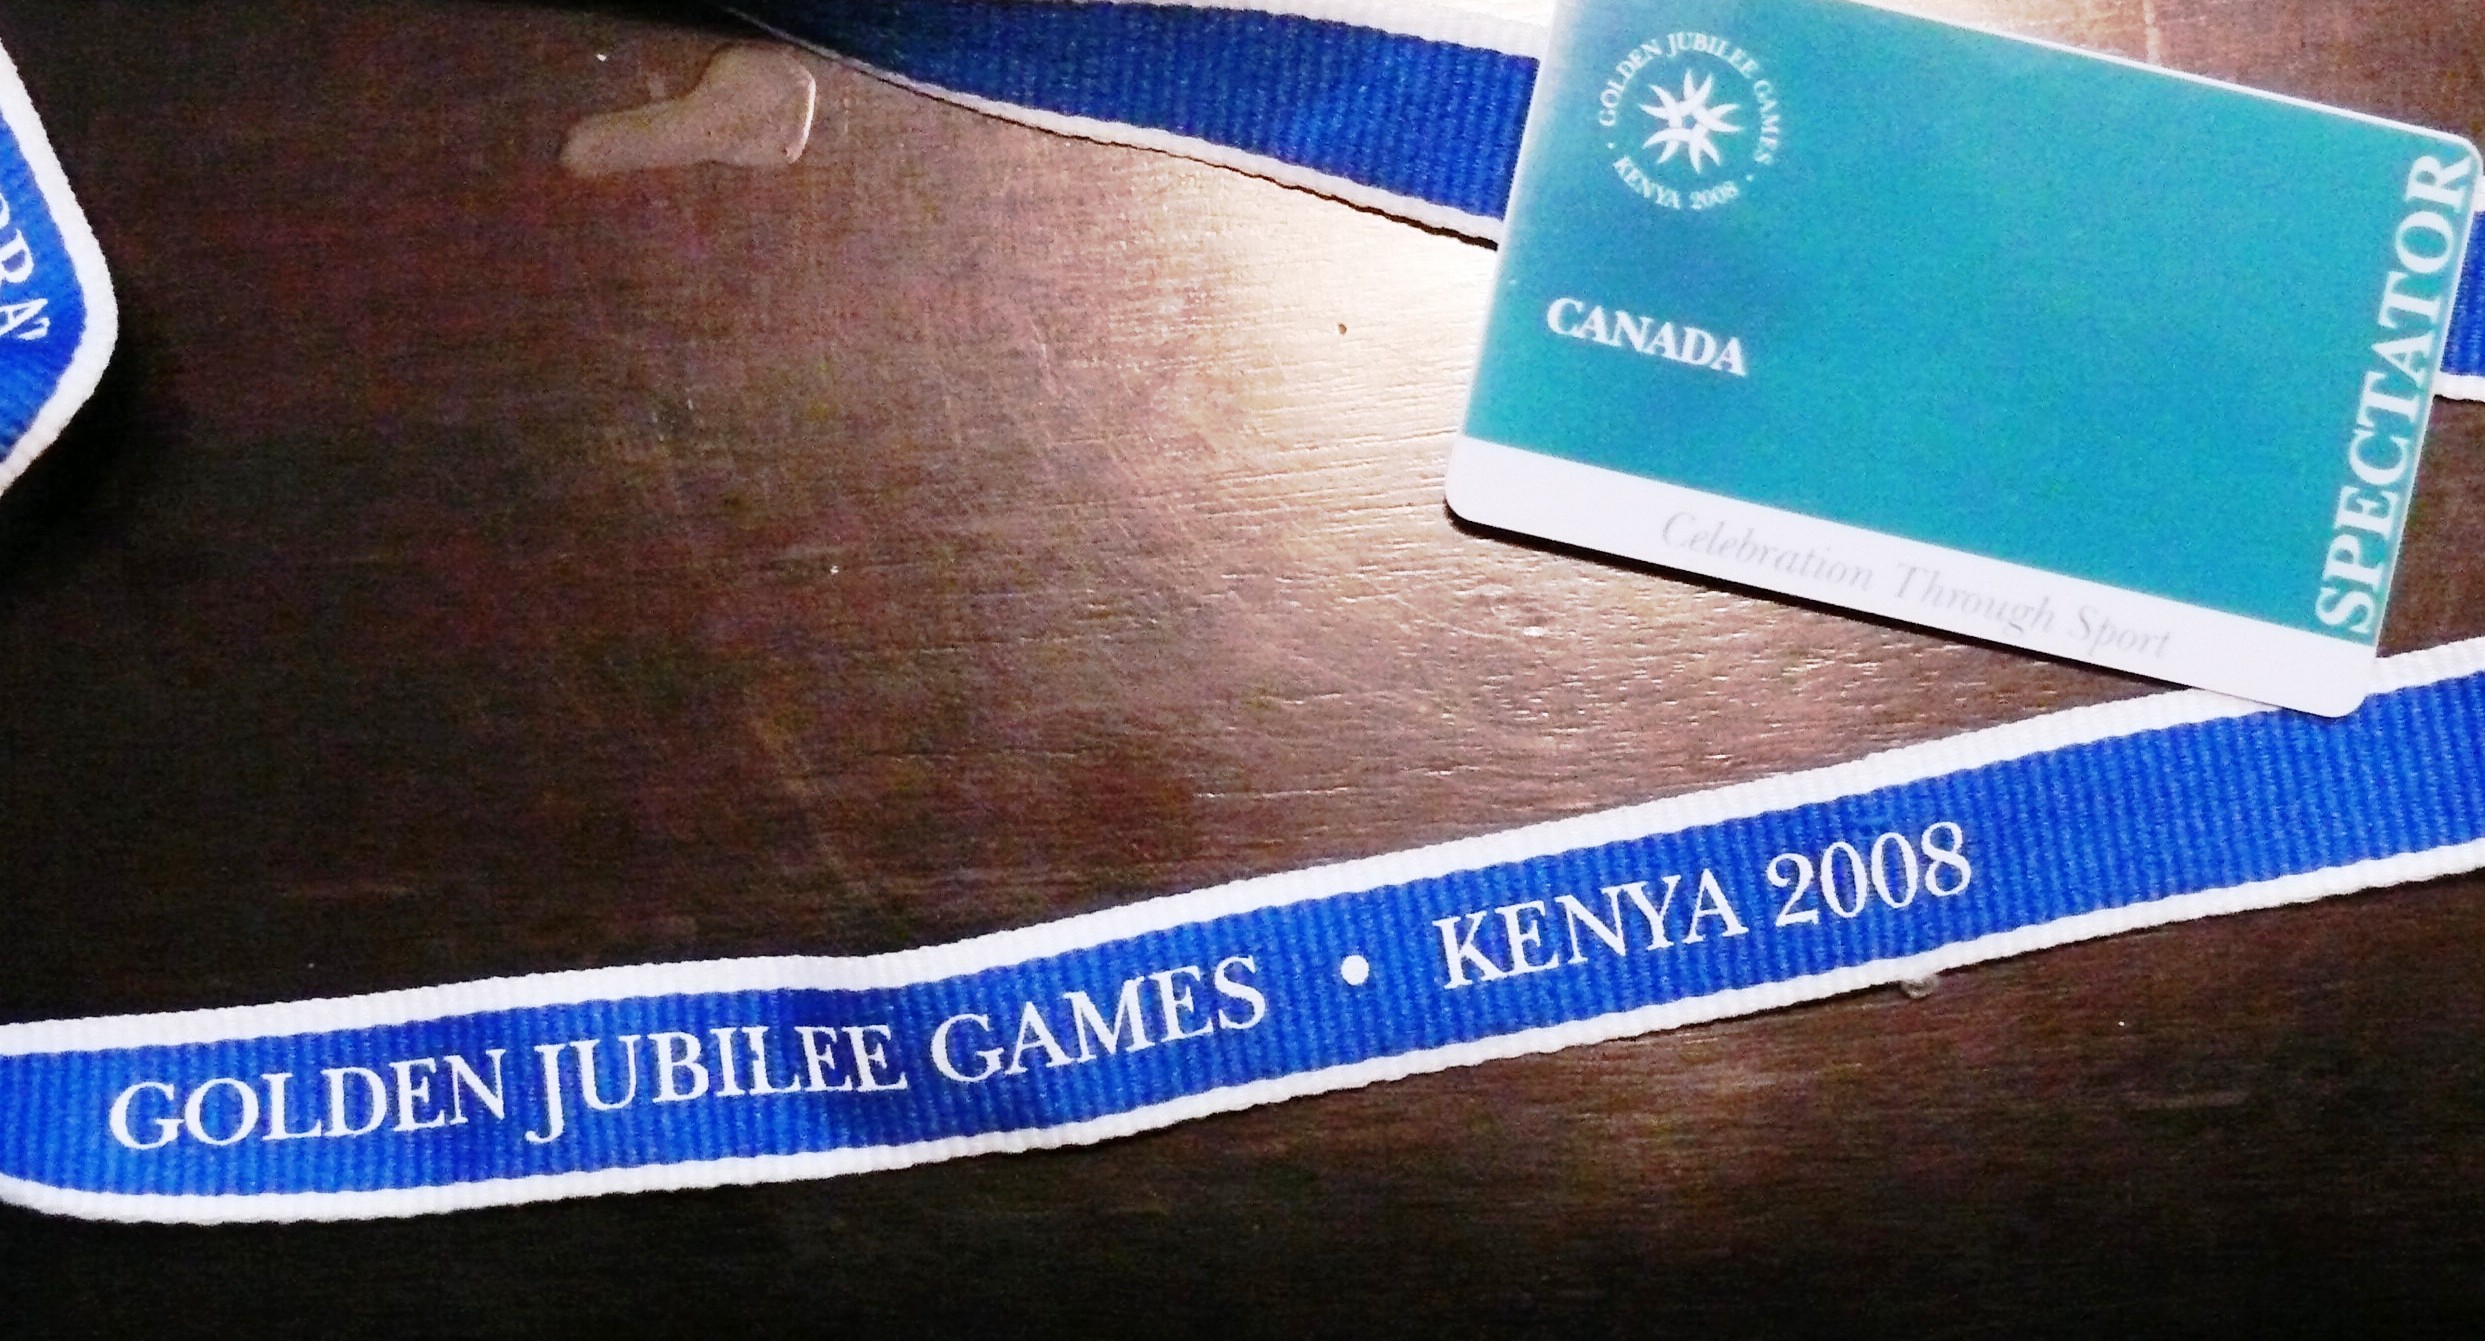 GOLDEN JUBILEE GAMES
• KENYA 2008 •
CANADA
SPECTATOR
Celebration Through Sport
GOLDEN JUBILEE GAMES • KENYA 2008